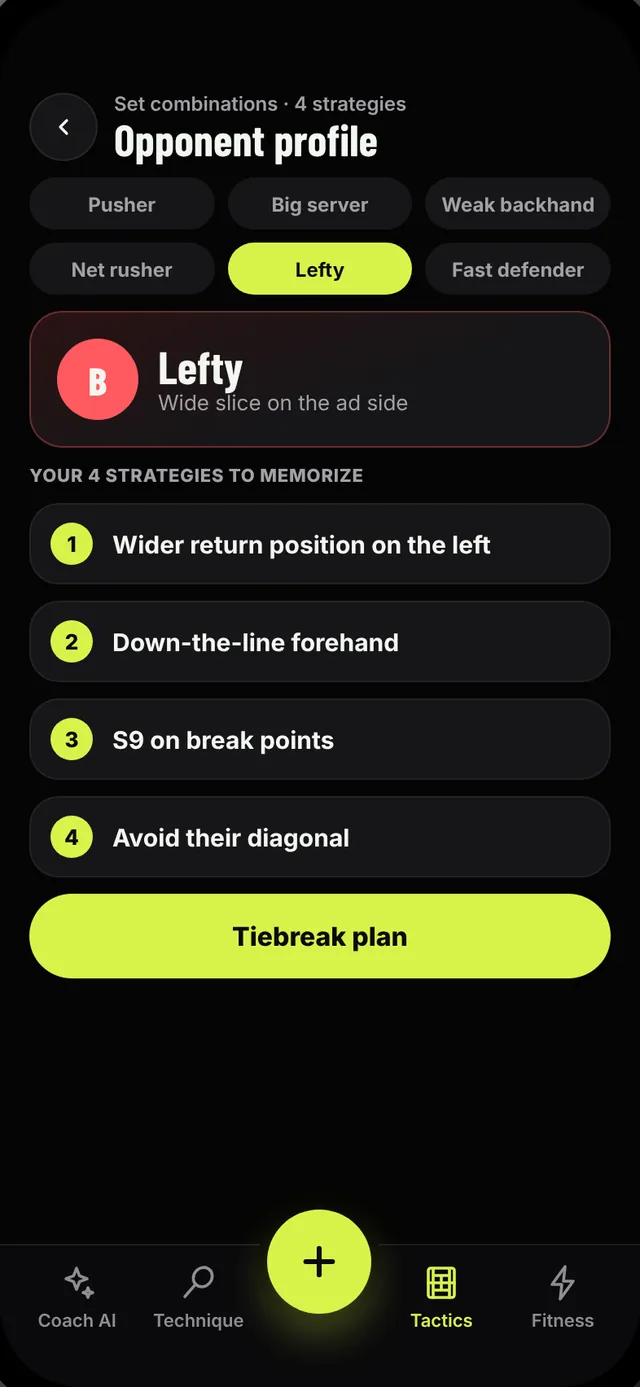 Set combinations · 4 strategies
Opponent profile
Pusher
Big server
Weak backhand
Net rusher
Lefty
Fast defender
B
Lefty
Wide slice on the ad side
YOUR 4 STRATEGIES TO MEMORIZE
1 Wider return position on the left
2 Down-the-line forehand
3 S9 on break points
4 Avoid their diagonal
Tiebreak plan
Coach AI
Technique
Tactics
Fitness